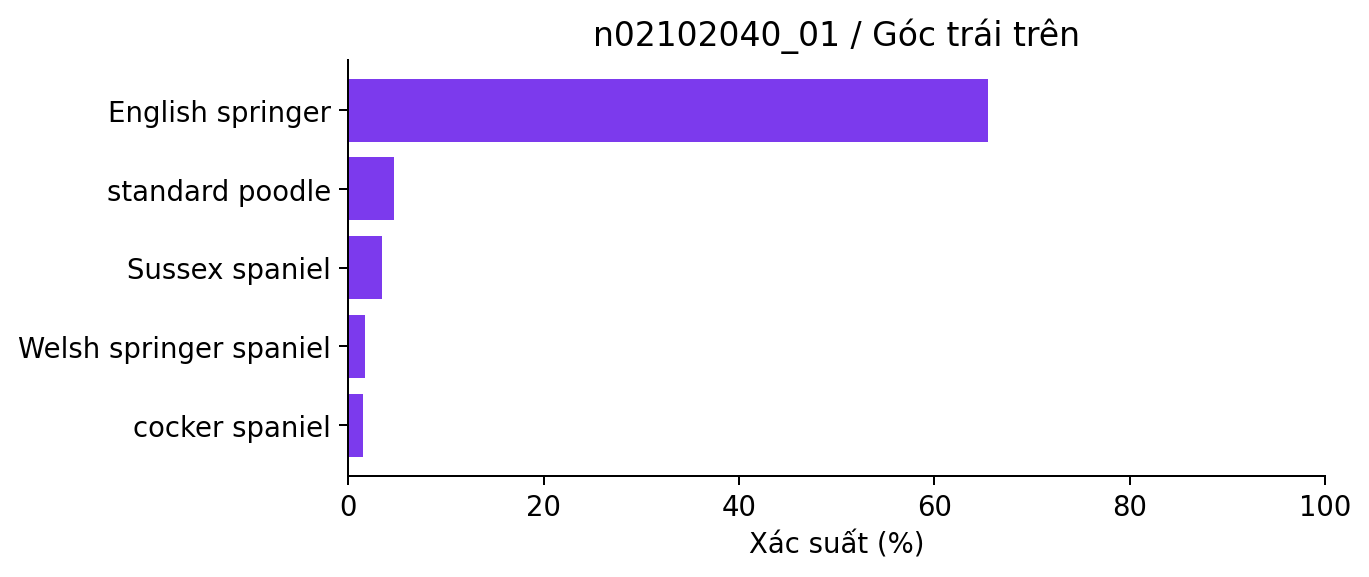 n02102040_01 / Góc trái trên
English springer
standard poodle
Sussex spaniel
Welsh springer spaniel
cocker spaniel
0 20 40 60 80 100
Xác suất (%)